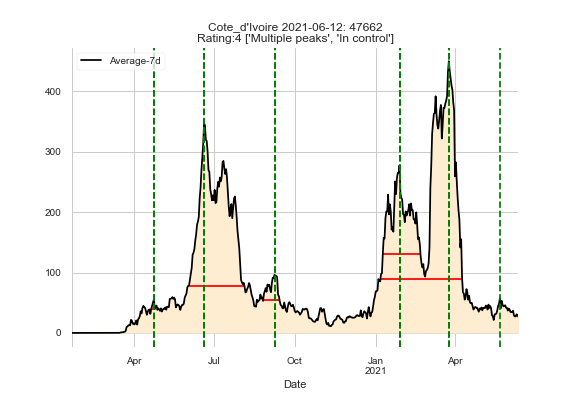 Cote_d'Ivoire 2021-06-12: 47662
Rating:4 ['Multiple peaks', 'In control']
Average-7d
400
300
200
100
0
Apr
Jul
Oct
Jan
2021
Apr
Date